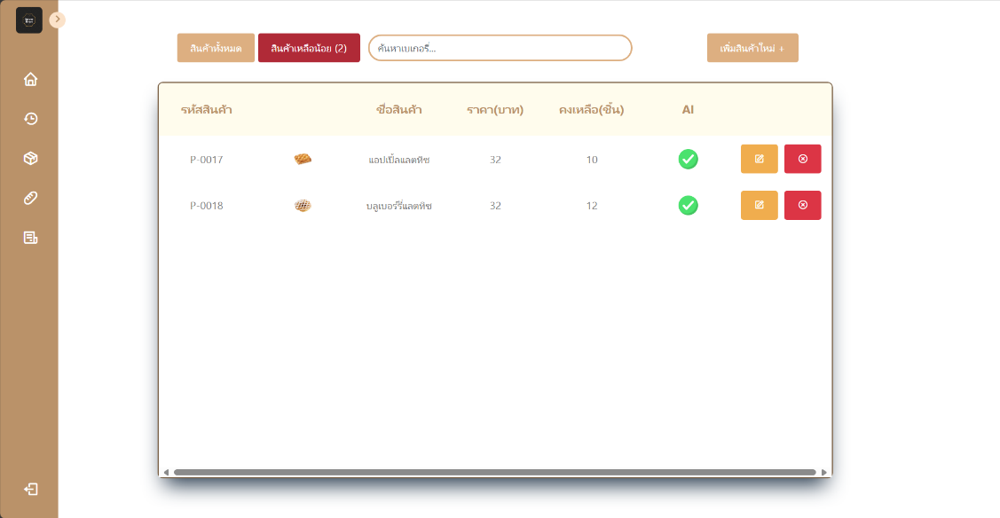 สินค้าทั้งหมด สินค้าเหลือน้อย (2) ค้นหาเบเกอรี่... เพิ่มสินค้าใหม่ +
รหัสสินค้า ชื่อสินค้า ราคา(บาท) คงเหลือ(ชิ้น) AI
P-0017 แอปเปิ้ลแลตทิซ 32 10
P-0018 บลูเบอร์รี่แลตทิซ 32 12